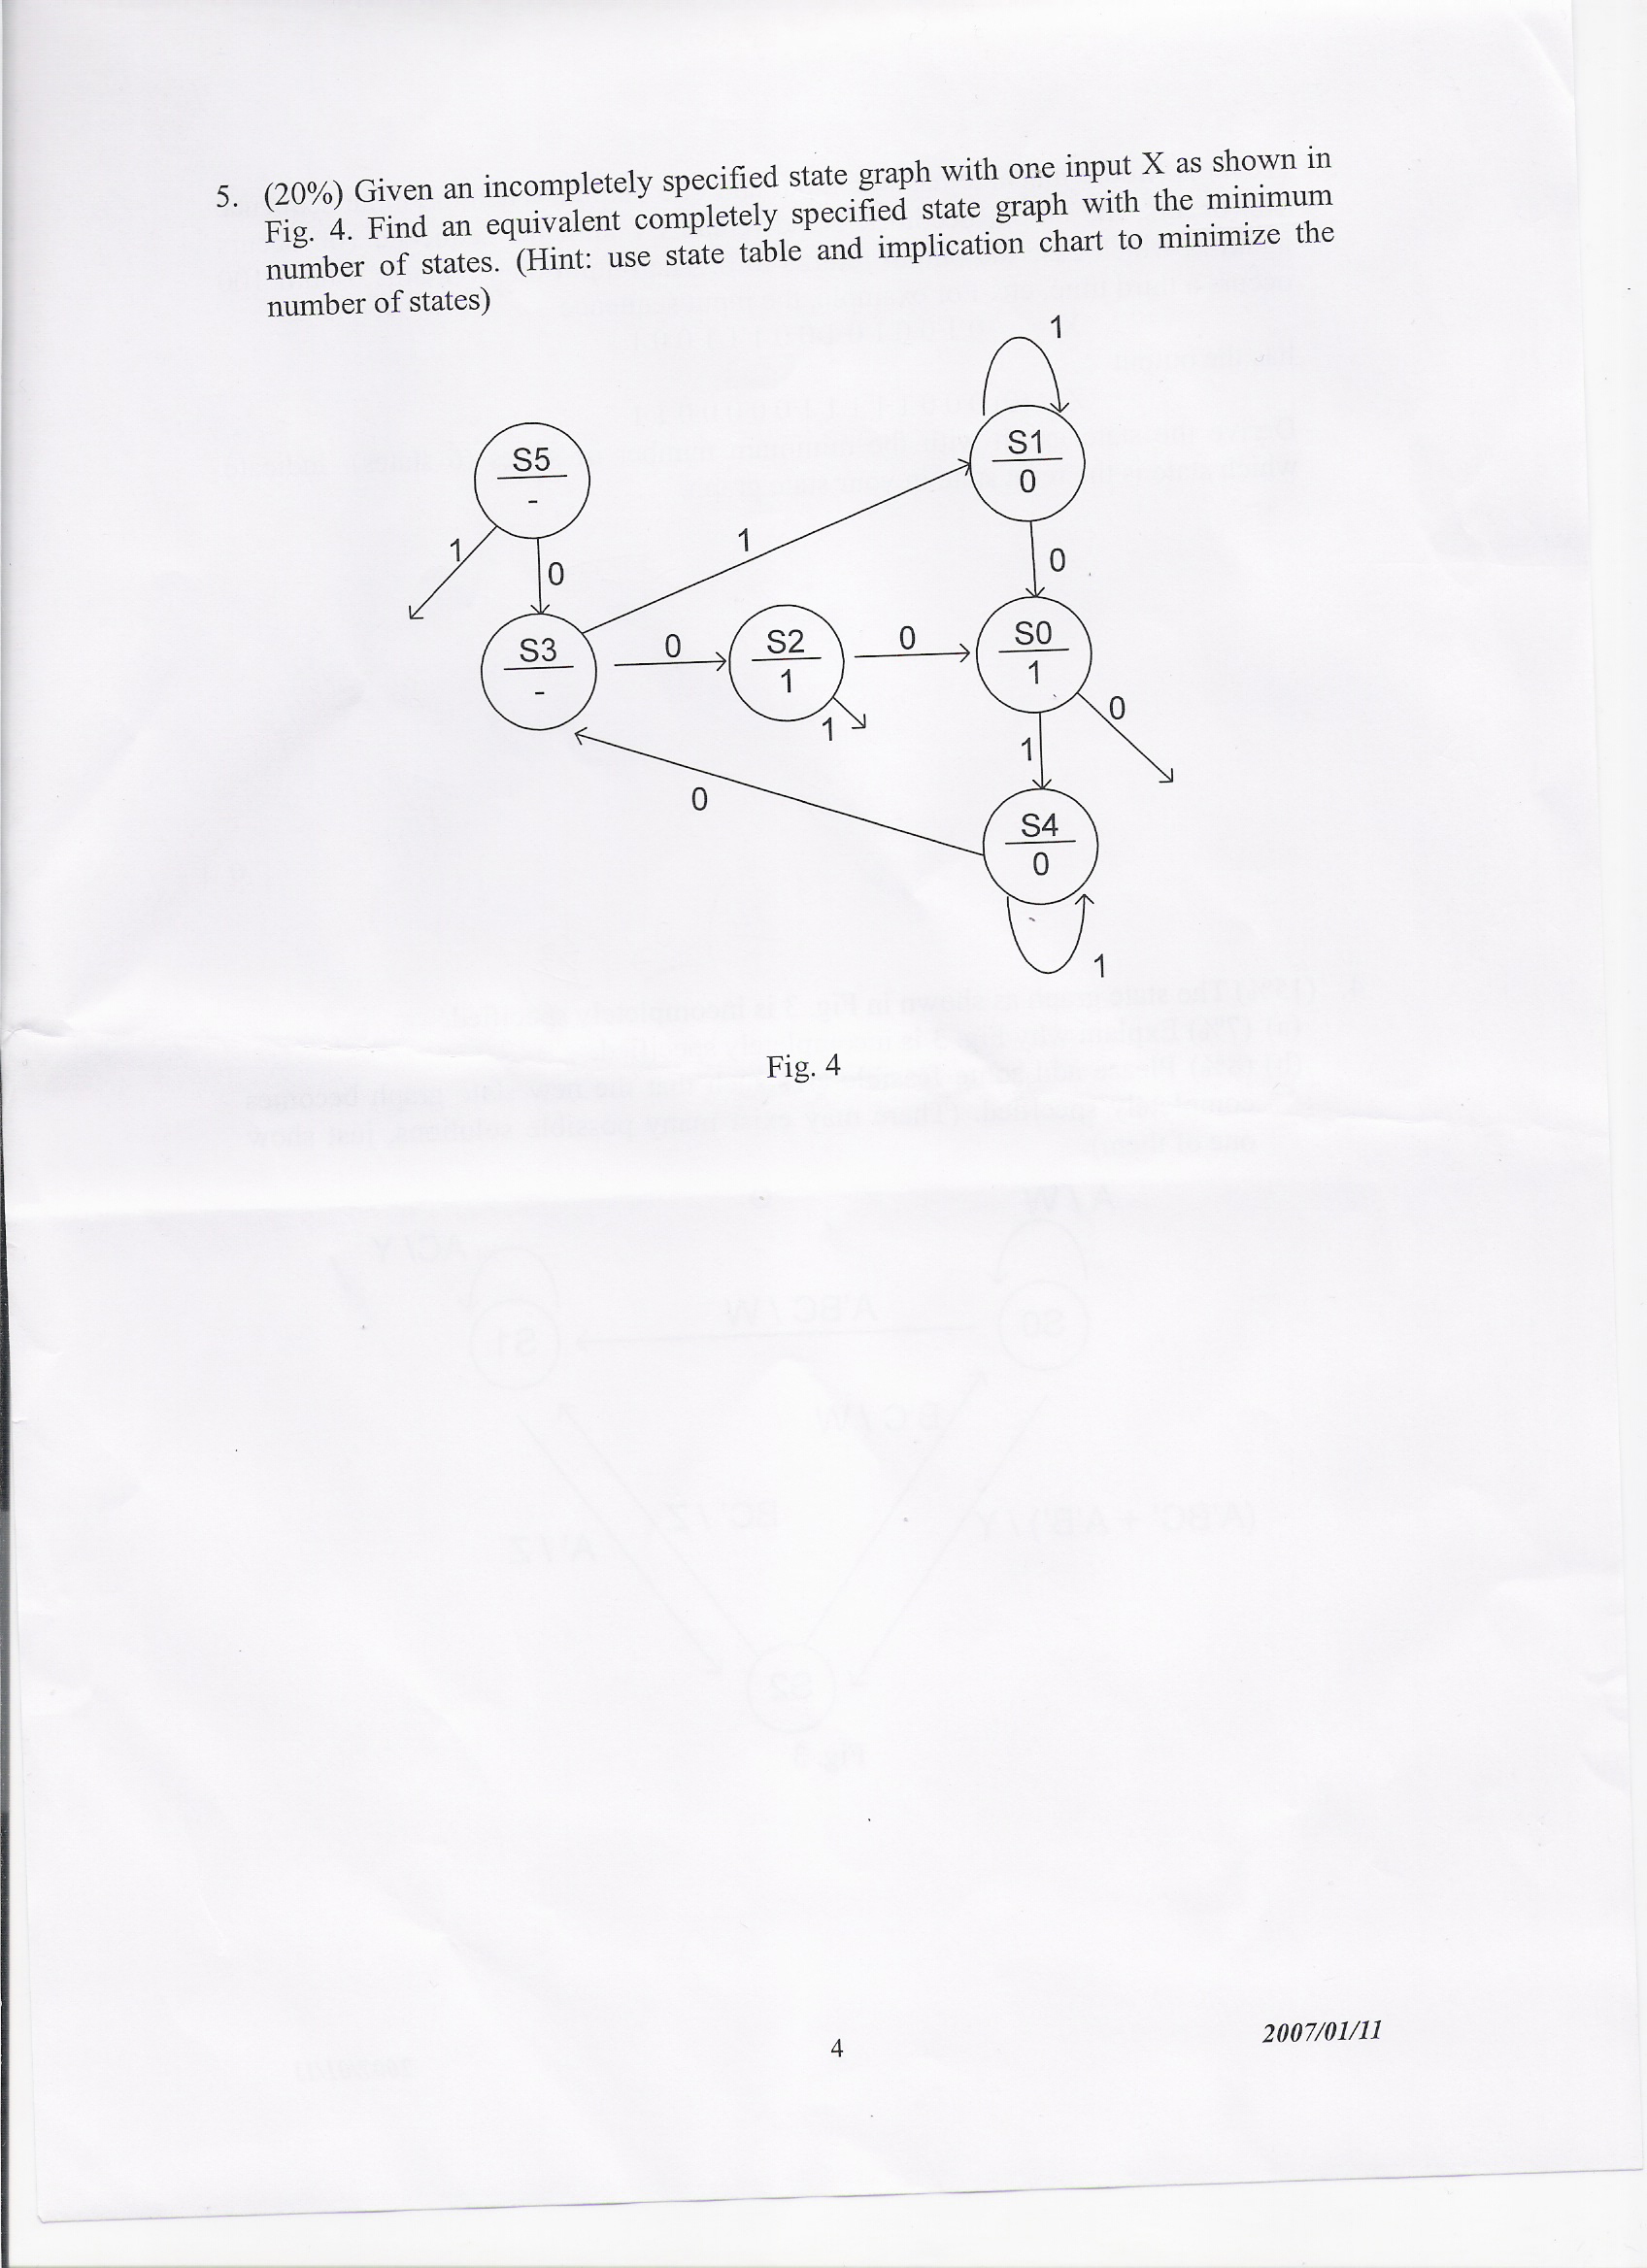 5. (20%) Given an incompletely specified state graph with one input X as shown in
Fig. 4. Find an equivalent completely specified state graph with the minimum
number of states. (Hint: use state table and implication chart to minimize the
number of states)
1
S1
0
S5
-
1
0
1
0
S3
-
0
S2
1
0
S0
1
1
0
1
0
S4
0
1
Fig. 4
4
2007/01/11